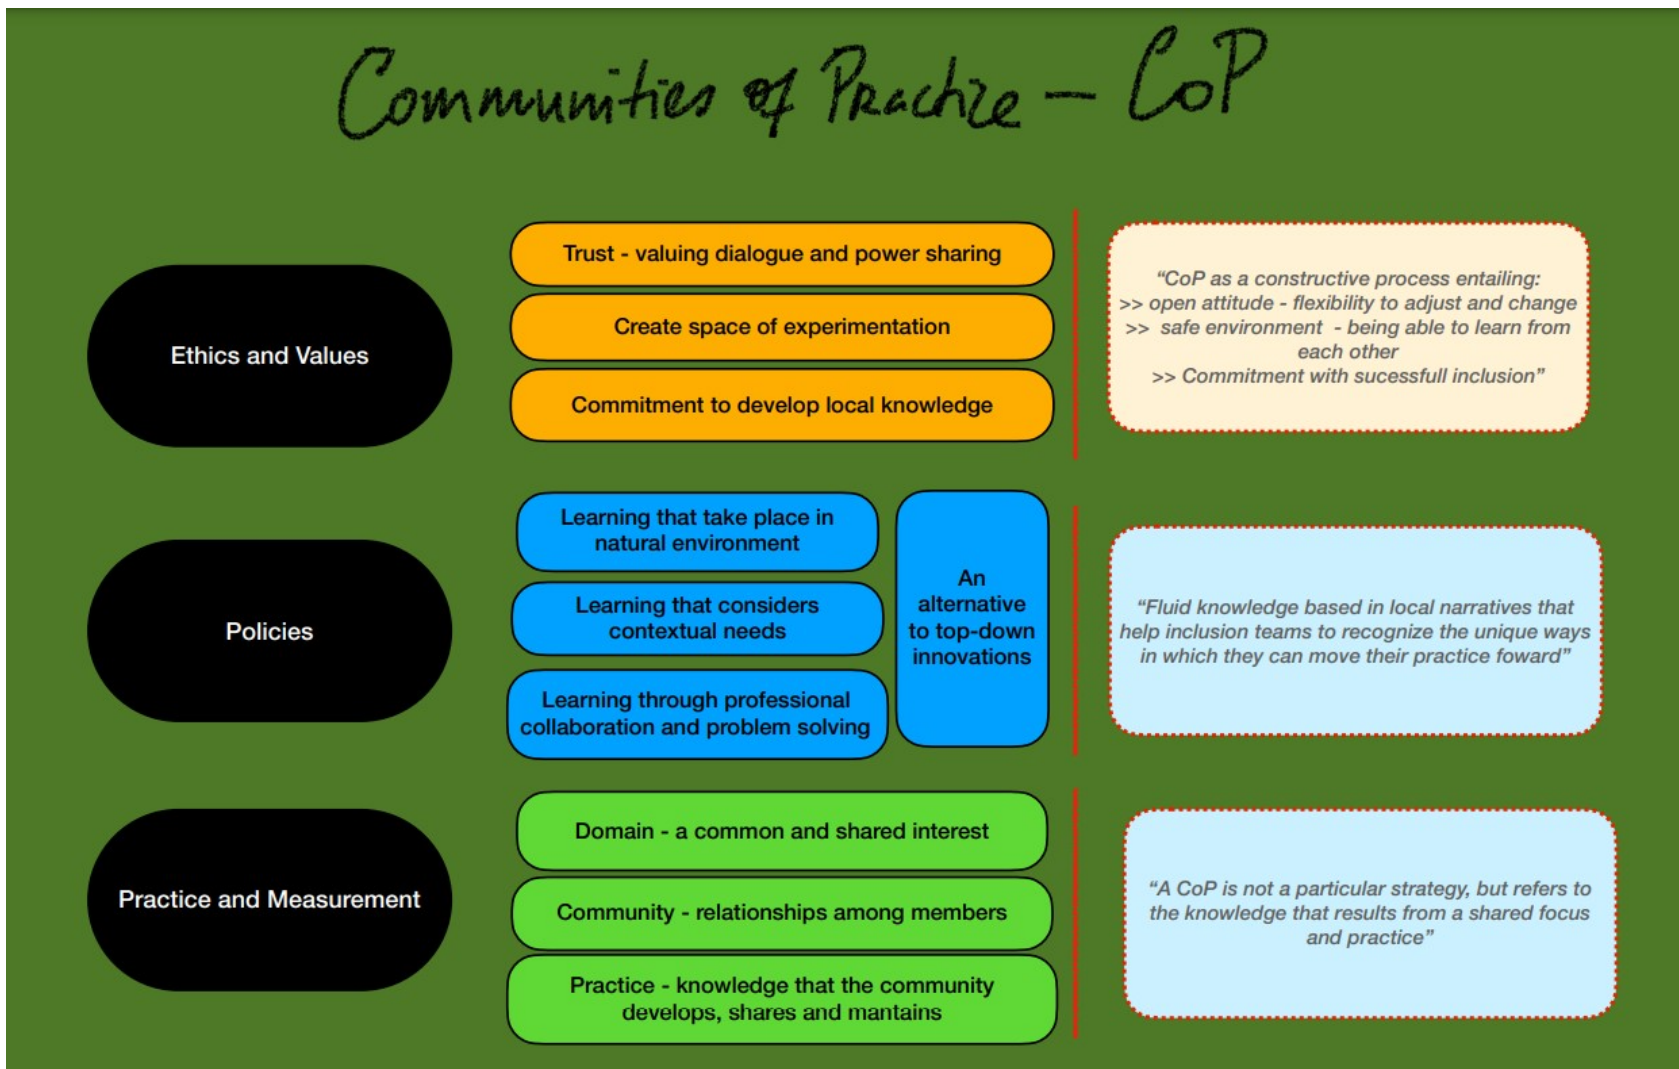 Communities of Practice - CoP
Ethics and Values
Trust - valuing dialogue and power sharing
Create space of experimentation
Commitment to develop local knowledge
“CoP as a constructive process entailing:
>> open attitude - flexibility to adjust and change
>> safe environment - being able to learn from
each other
>> Commitment with sucessfull inclusion”
Policies
Learning that take place in
natural environment
Learning that considers
contextual needs
Learning through professional
collaboration and problem solving
An
alternative
to top-down
innovations
“Fluid knowledge based in local narratives that
help inclusion teams to recognize the unique ways
in which they can move their practice foward”
Practice and Measurement
Domain - a common and shared interest
Community - relationships among members
Practice - knowledge that the community
develops, shares and mantains
“A CoP is not a particular strategy, but refers to
the knowledge that results from a shared focus
and practice”